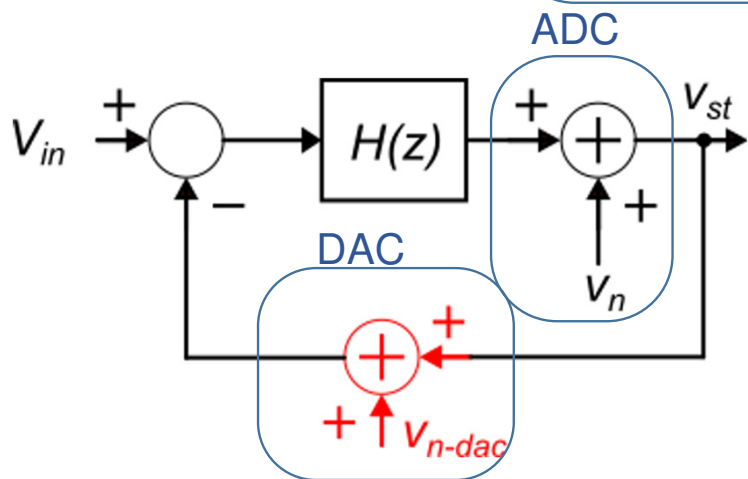 ADC
+
+
v_st
V_in
H(z)
+
−
+
v_n
DAC
+
+
+
v_n-dac